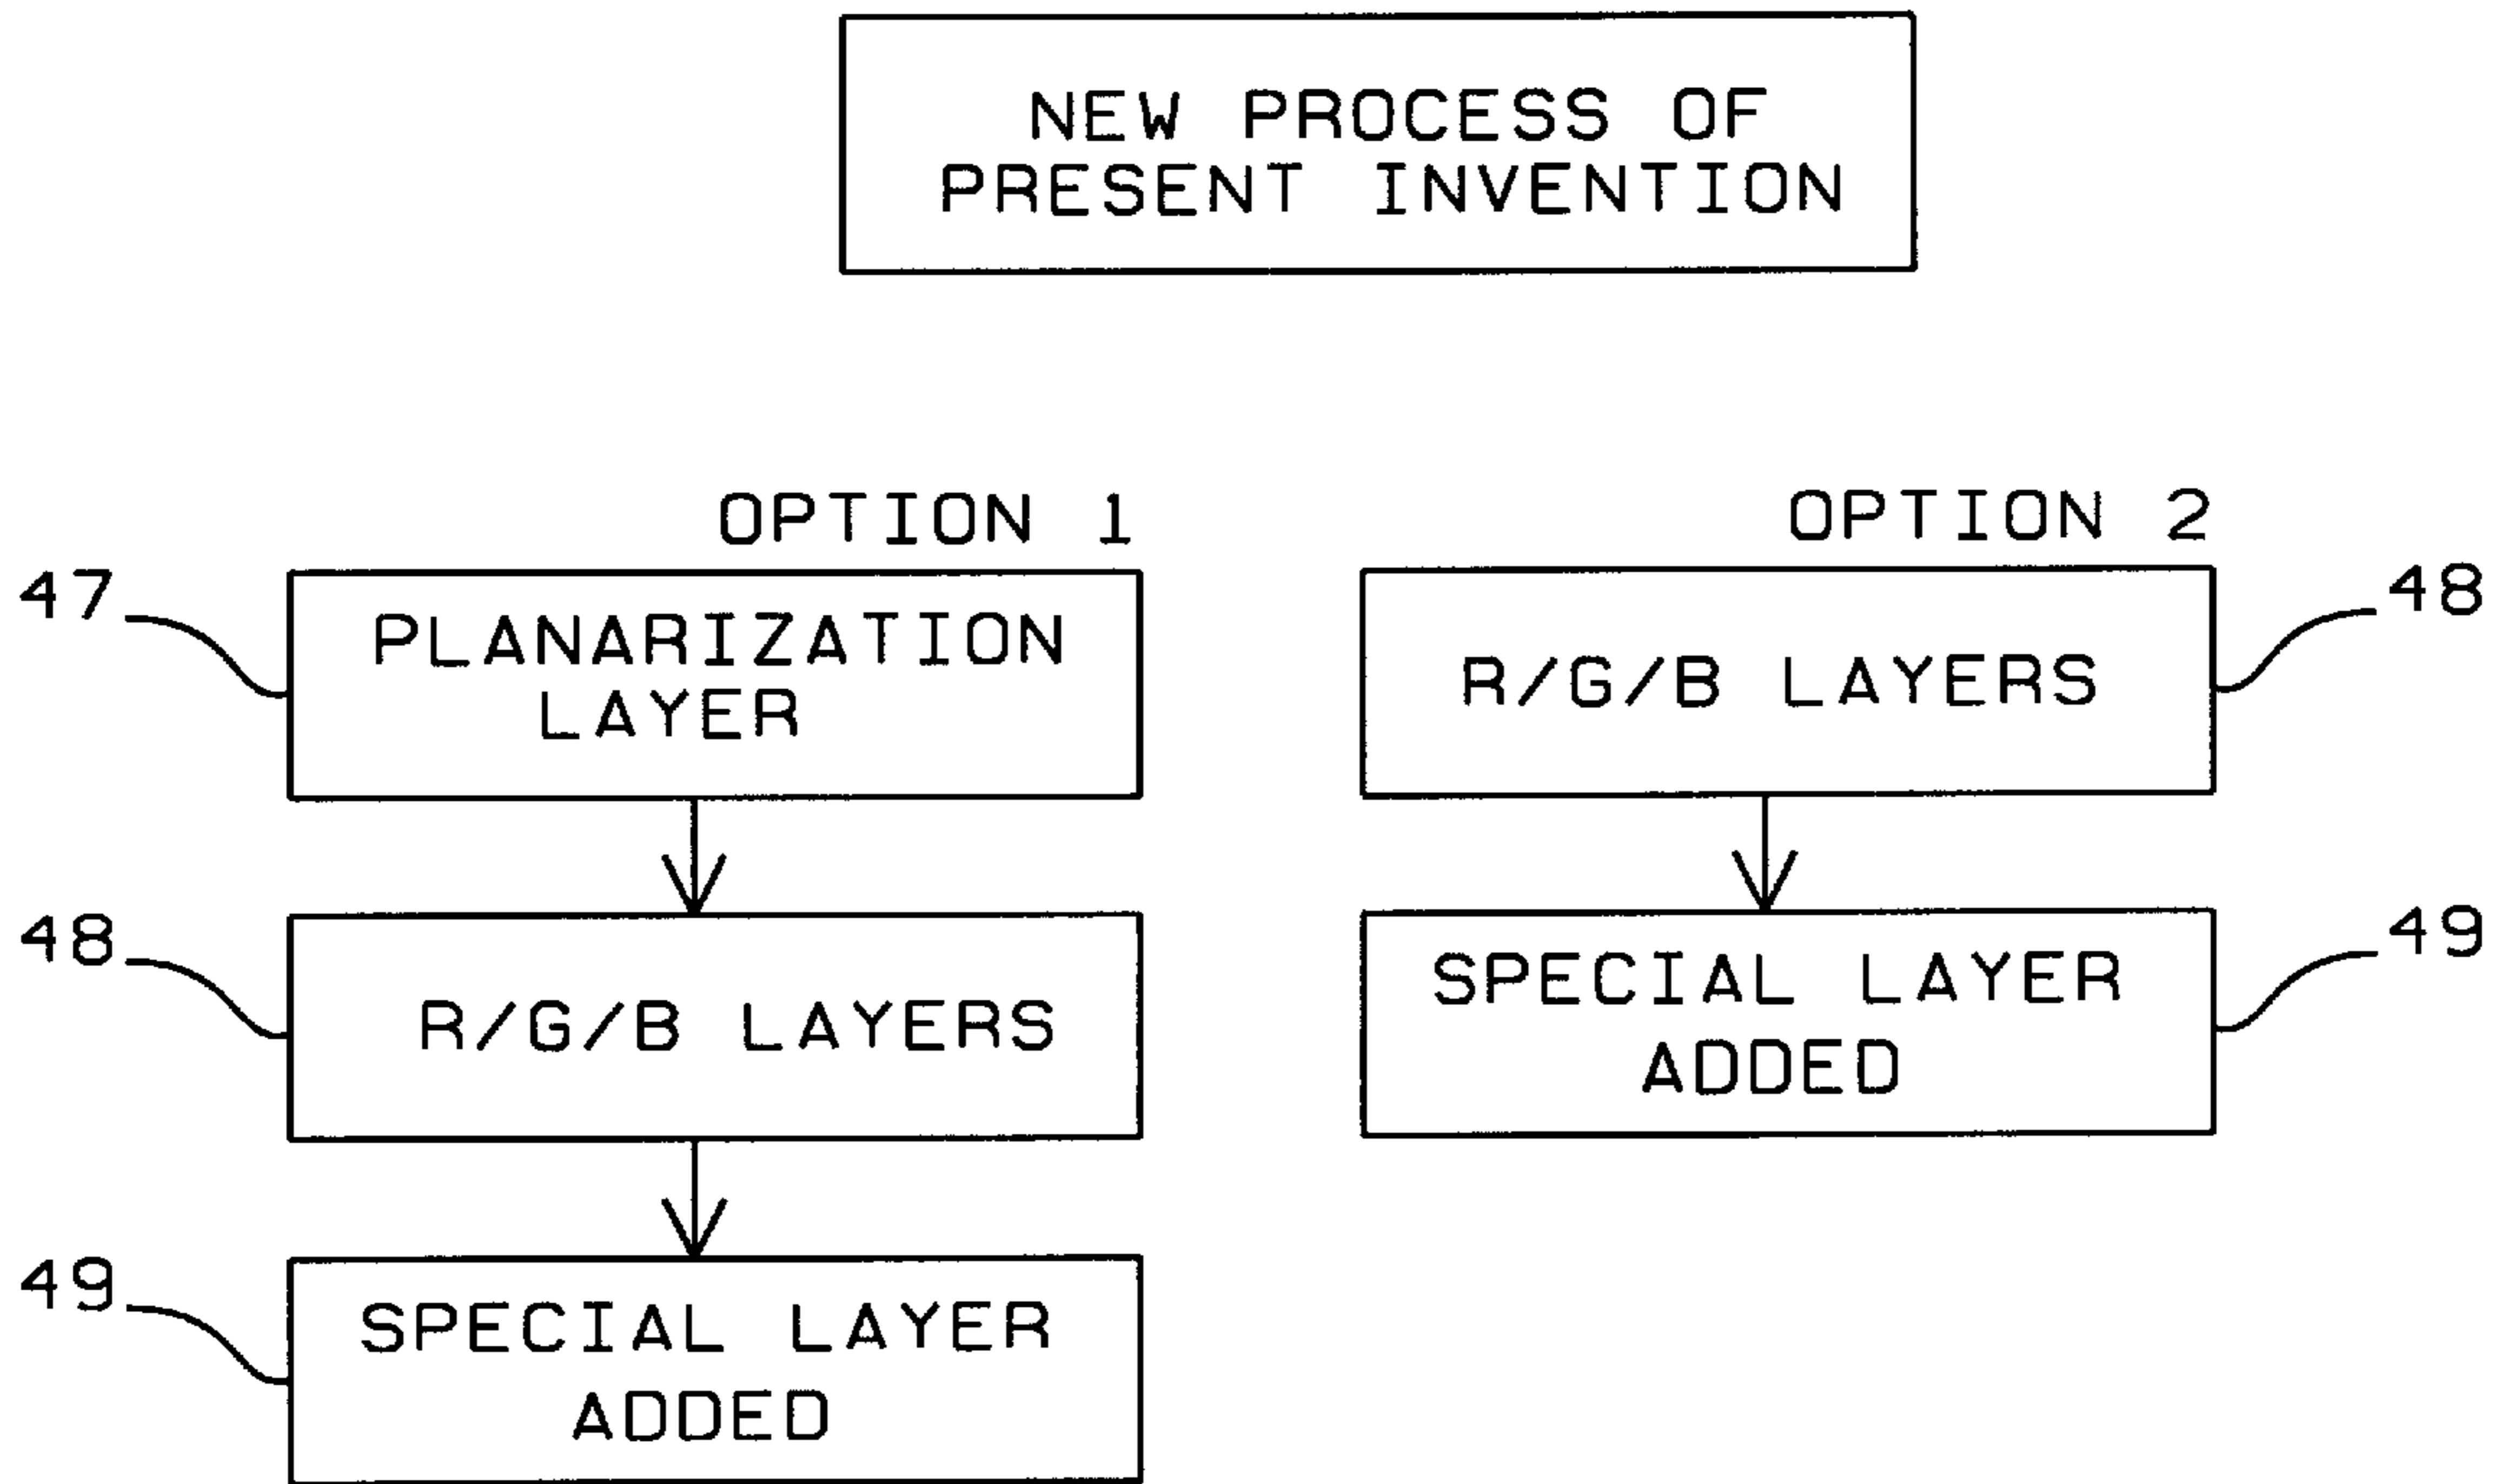 NEW PROCESS OF
PRESENT INVENTION
OPTION 1
47
PLANARIZATION
LAYER
48
R/G/B LAYERS
49
SPECIAL LAYER
ADDED
OPTION 2
48
R/G/B LAYERS
49
SPECIAL LAYER
ADDED